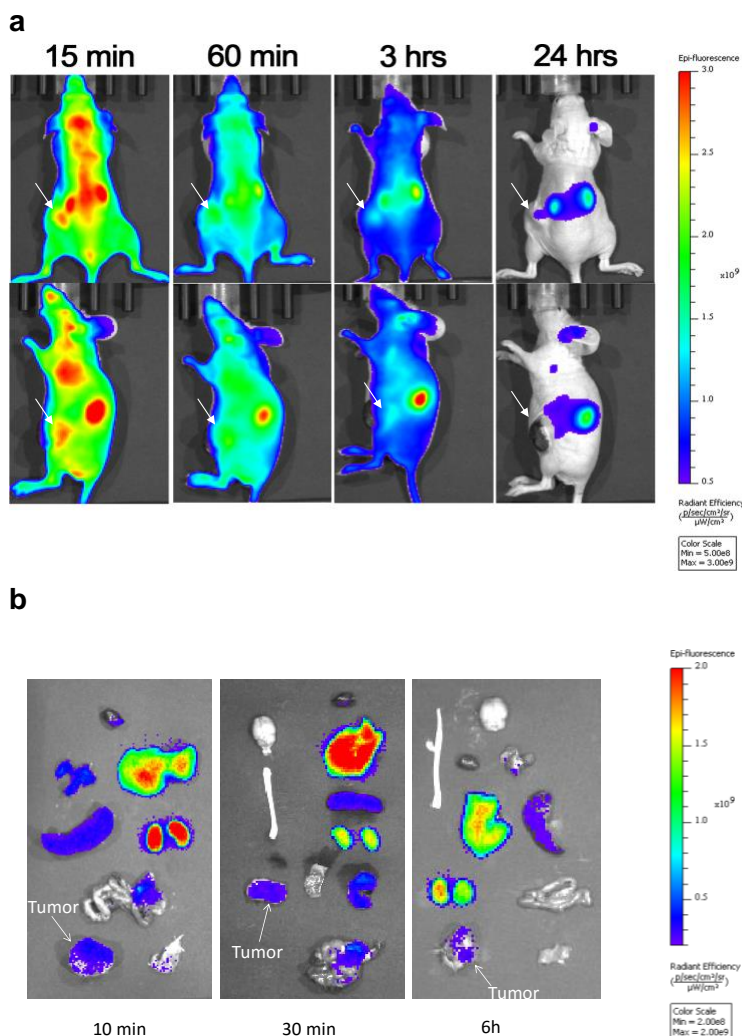 a
15 min 60 min 3 hrs 24 hrs
Epi-fluorescence
3.0
2.5
2.0
x10⁹
1.5
1.0
0.5
Radiant Efficiency
(p/sec/cm²/sr / µW/cm²)
Color Scale
Min = 5.00e8
Max = 3.00e9
b
Epi-fluorescence
2.0
1.5
x10⁹
1.0
0.5
Radiant Efficiency
(p/sec/cm²/sr / µW/cm²)
Color Scale
Min = 2.00e8
Max = 2.00e9
Tumor
Tumor
Tumor
10 min 30 min 6h